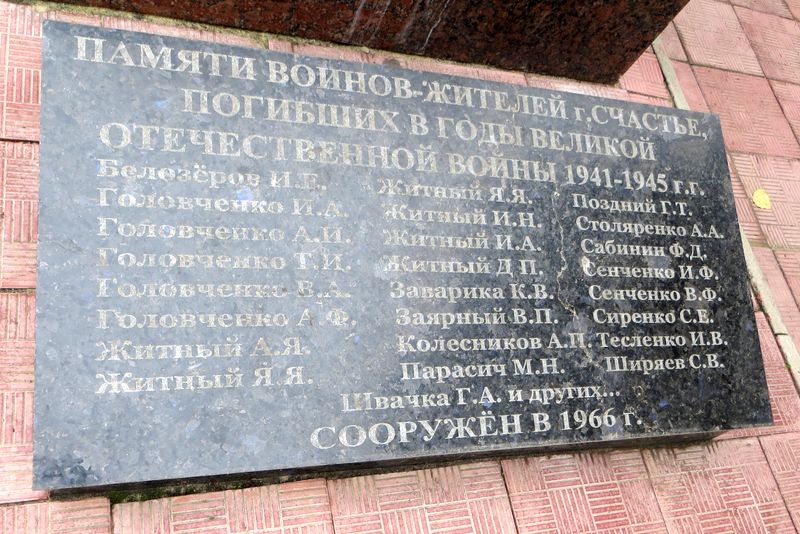 ПАМЯТИ ВОИНОВ-ЖИТЕЛЕЙ г.СЧАСТЬЕ,
ПОГИБШИХ В ГОДЫ ВЕЛИКОЙ
ОТЕЧЕСТВЕННОЙ ВОЙНЫ 1941-1945 г.г.
Белозёров И.Е.
Головченко И.А.
Головченко А.И.
Головченко Т.И.
Головченко В.А.
Головченко А.Ф.
Житный А.Я.
Житный Я.Я.
Житный Я.Я.
Житный И.Н.
Житный И.А.
Житный Д П.
Заварика К.В.
Заярный В.П.
Колесников А.П.
Парасич М.Н.
Поздний Г.Т.
Столяренко А.А.
Сабинин Ф.Д.
Сенченко И.Ф.
Сенченко В.Ф.
Сиренко С.Е.
Тесленко И.В.
Ширяев С.В.
Швачка Г.А. и других...
СООРУЖЁН В 1966 г.